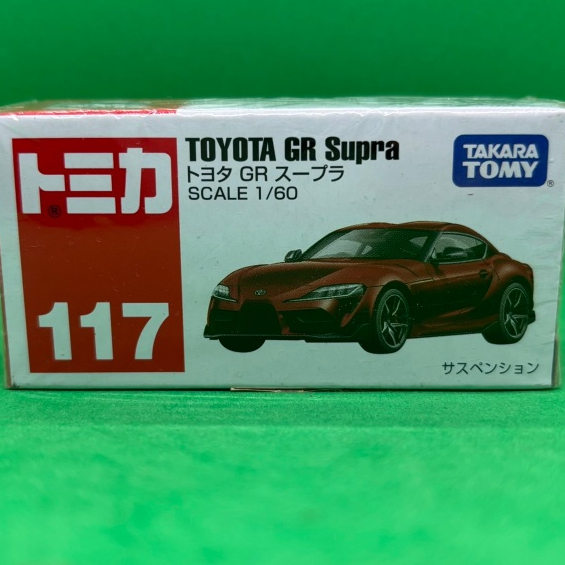 トミカ®
117
TOYOTA GR Supra
トヨタ GR スープラ
SCALE 1/60
TAKARA
TOMY®
サスペンション